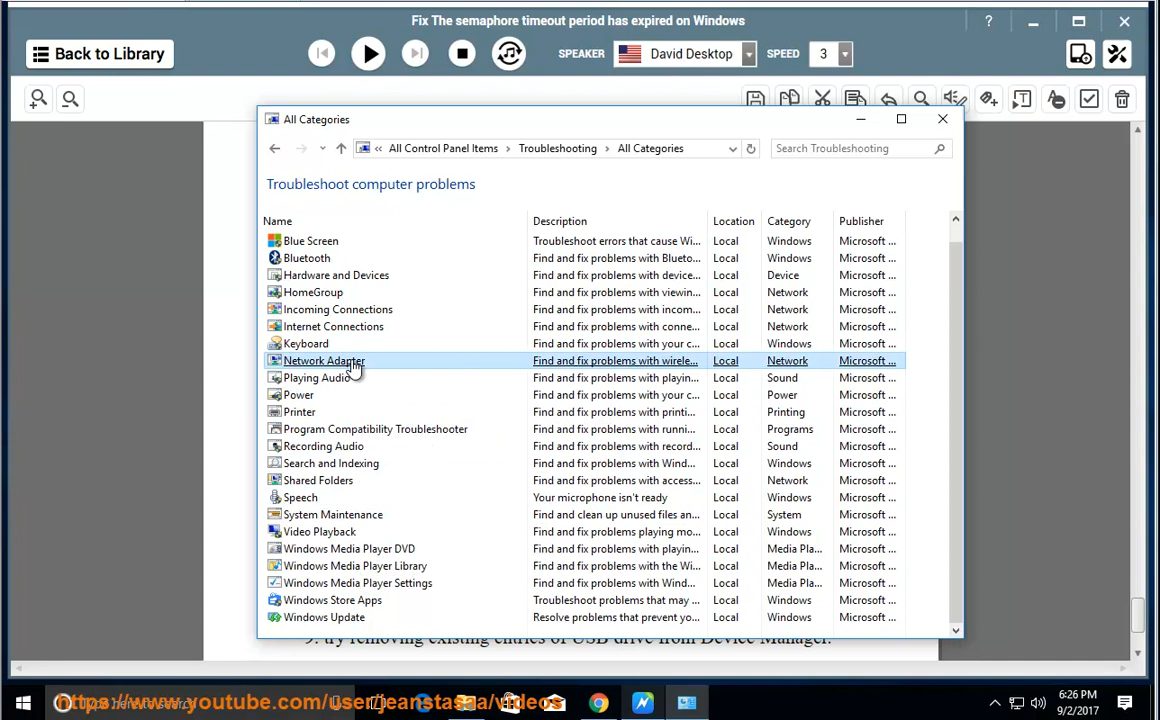 Fix The semaphore timeout period has expired on Windows
Back to Library
SPEAKER
David Desktop
SPEED
3
All Categories
All Control Panel Items > Troubleshooting > All Categories
Search Troubleshooting
Troubleshoot computer problems
Name Description Location Category Publisher
Blue Screen Troubleshoot errors that cause Wi... Local Windows Microsoft ...
Bluetooth Find and fix problems with Blueto... Local Windows Microsoft ...
Hardware and Devices Find and fix problems with device... Local Device Microsoft ...
HomeGroup Find and fix problems with viewin... Local Network Microsoft ...
Incoming Connections Find and fix problems with incom... Local Network Microsoft ...
Internet Connections Find and fix problems with conne... Local Network Microsoft ...
Keyboard Find and fix problems with your c... Local Windows Microsoft ...
Network Adapter Find and fix problems with wirele... Local Network Microsoft ...
Playing Audio Find and fix problems with playin... Local Sound Microsoft ...
Power Find and fix problems with your c... Local Power Microsoft ...
Printer Find and fix problems with printi... Local Printing Microsoft ...
Program Compatibility Troubleshooter Find and fix problems with runni... Local Programs Microsoft ...
Recording Audio Find and fix problems with record... Local Sound Microsoft ...
Search and Indexing Find and fix problems with Wind... Local Windows Microsoft ...
Shared Folders Find and fix problems with access... Local Network Microsoft ...
Speech Your microphone isn't ready Local Windows Microsoft ...
System Maintenance Find and clean up unused files an... Local System Microsoft ...
Video Playback Find and fix problems playing mo... Local Windows Microsoft ...
Windows Media Player DVD Find and fix problems with playin... Local Media Pla... Microsoft ...
Windows Media Player Library Find and fix problems with the Wi... Local Media Pla... Microsoft ...
Windows Media Player Settings Find and fix problems with Wind... Local Media Pla... Microsoft ...
Windows Store Apps Troubleshoot problems that may ... Local Windows Microsoft ...
Windows Update Resolve problems that prevent yo... Local Windows Microsoft ...
9. try removing existing entries of USB drive from Device Manager.
https://www.youtube.com/user/jeanstasaa/videos
6:26 PM
9/2/2017